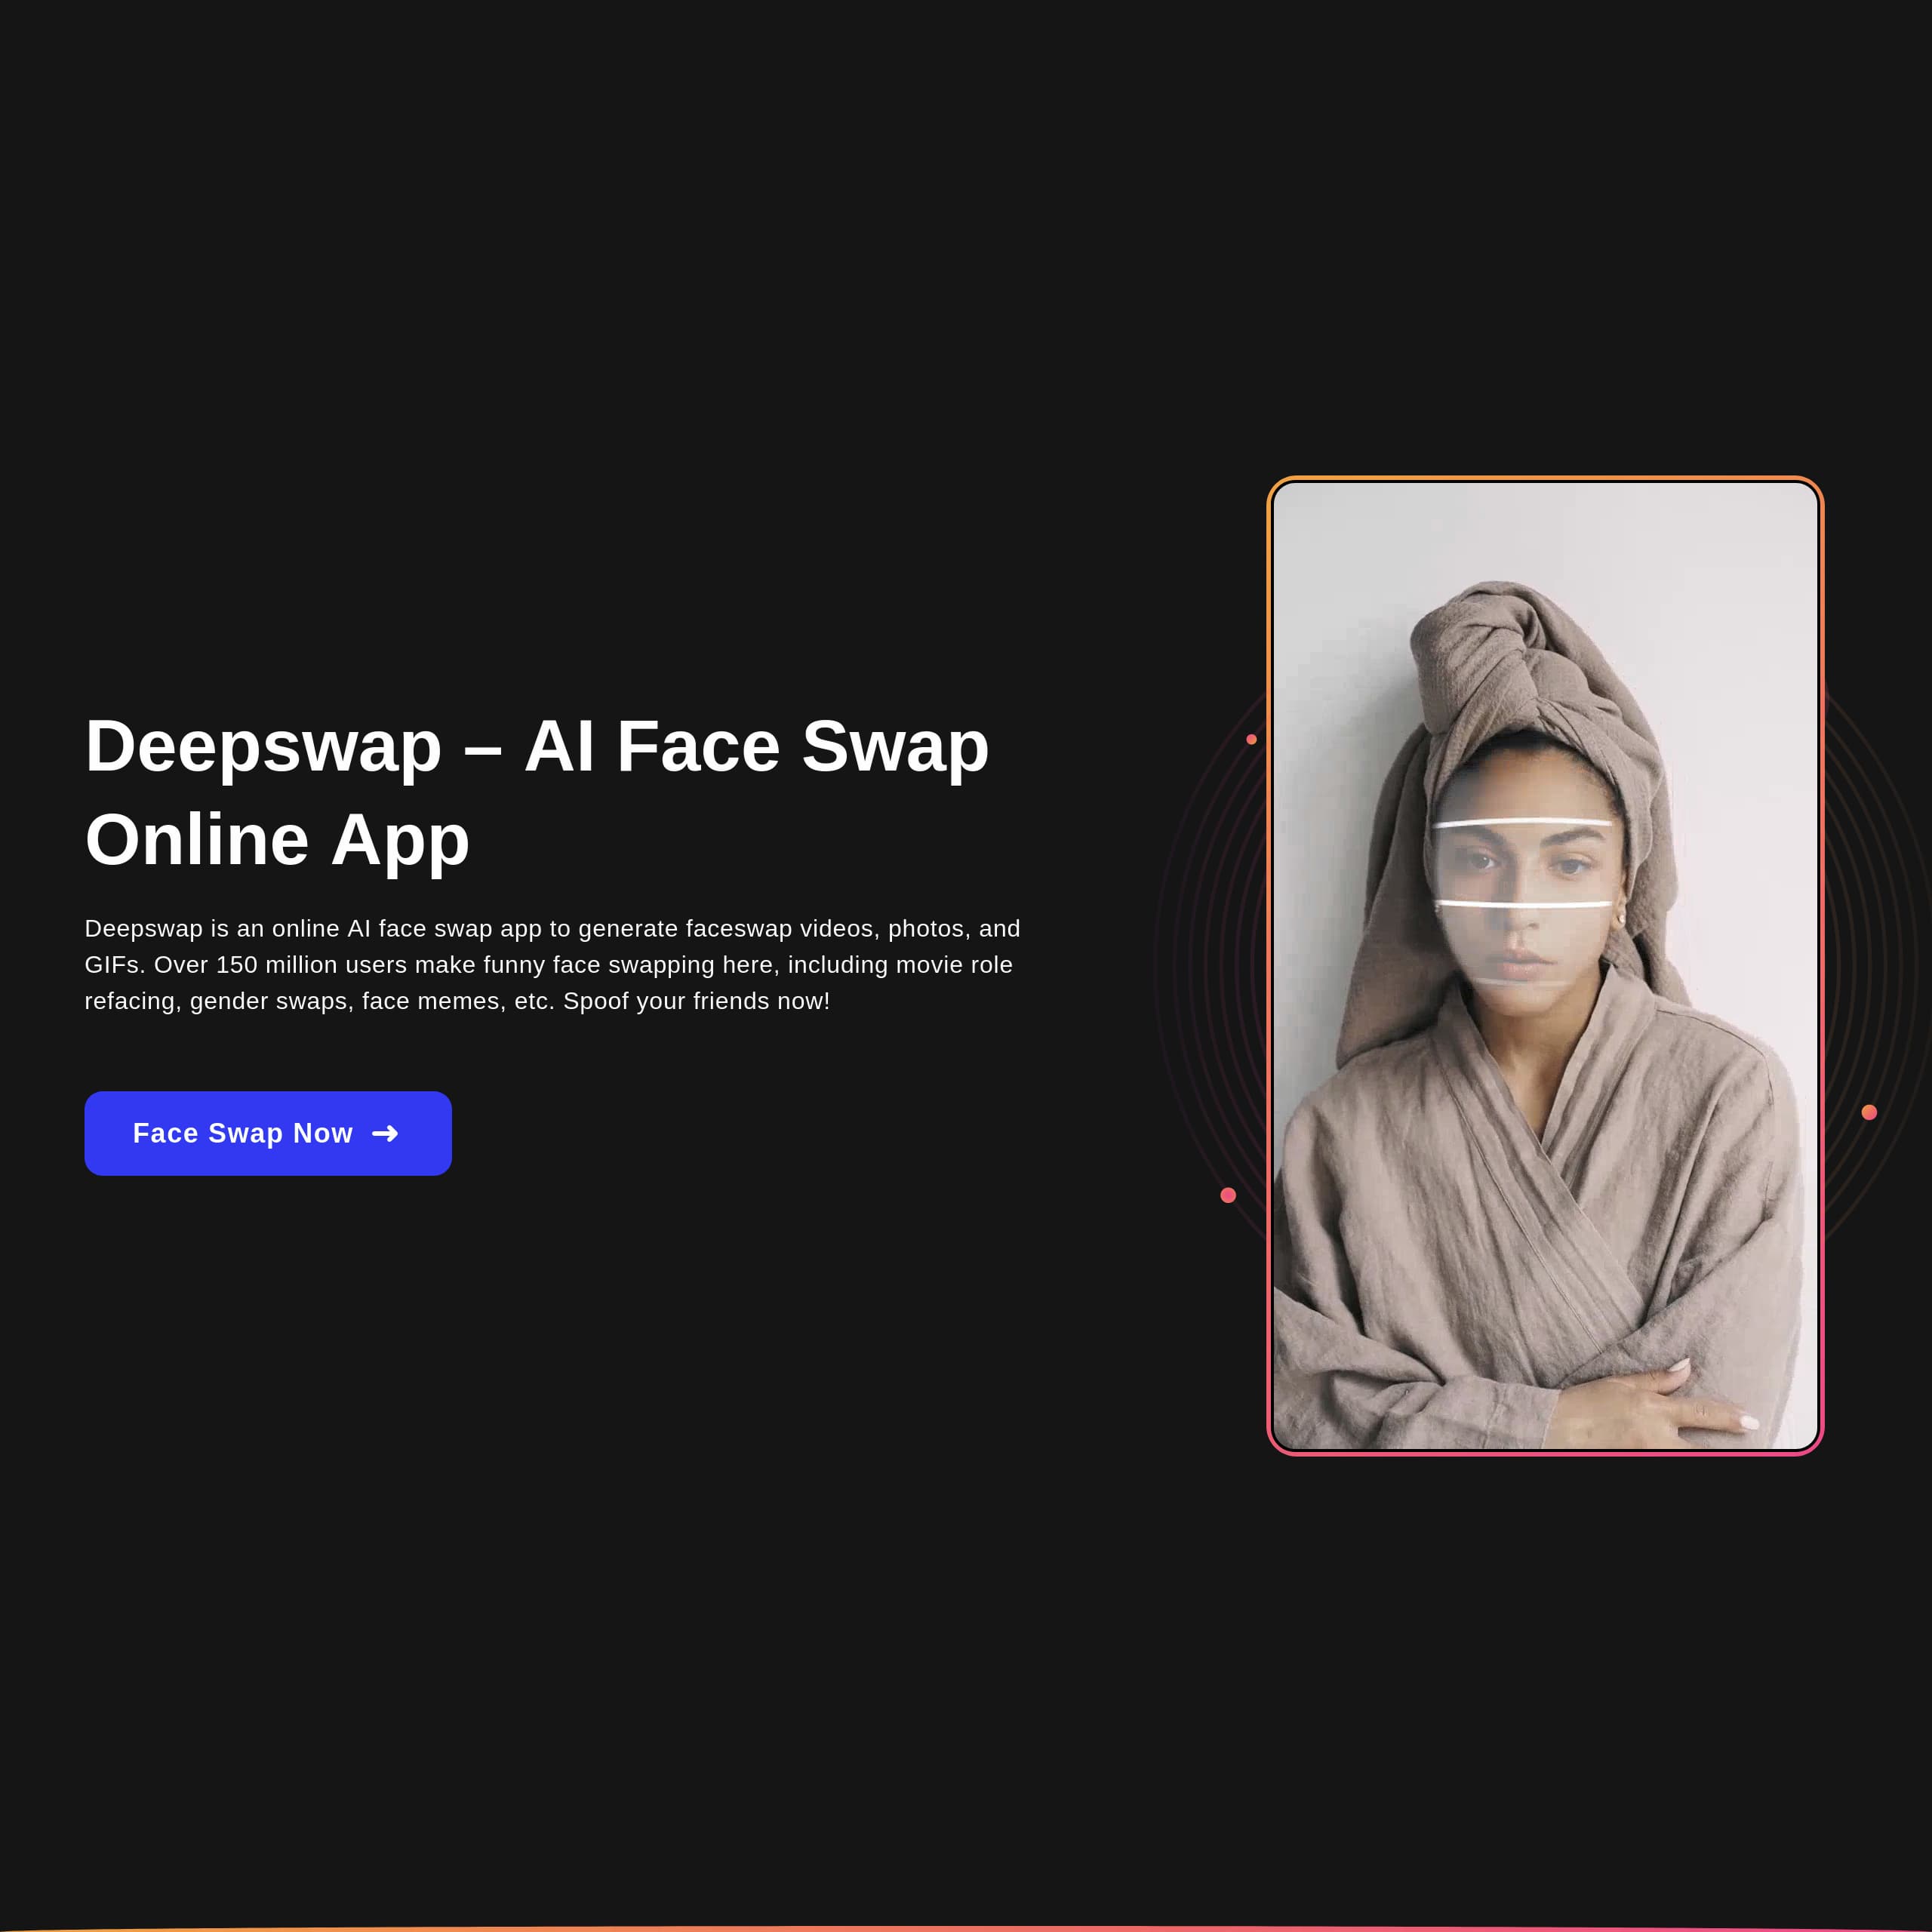 Deepswap – AI Face Swap
Online App
Deepswap is an online AI face swap app to generate faceswap videos, photos, and
GIFs. Over 150 million users make funny face swapping here, including movie role
refacing, gender swaps, face memes, etc. Spoof your friends now!
Face Swap Now ➜